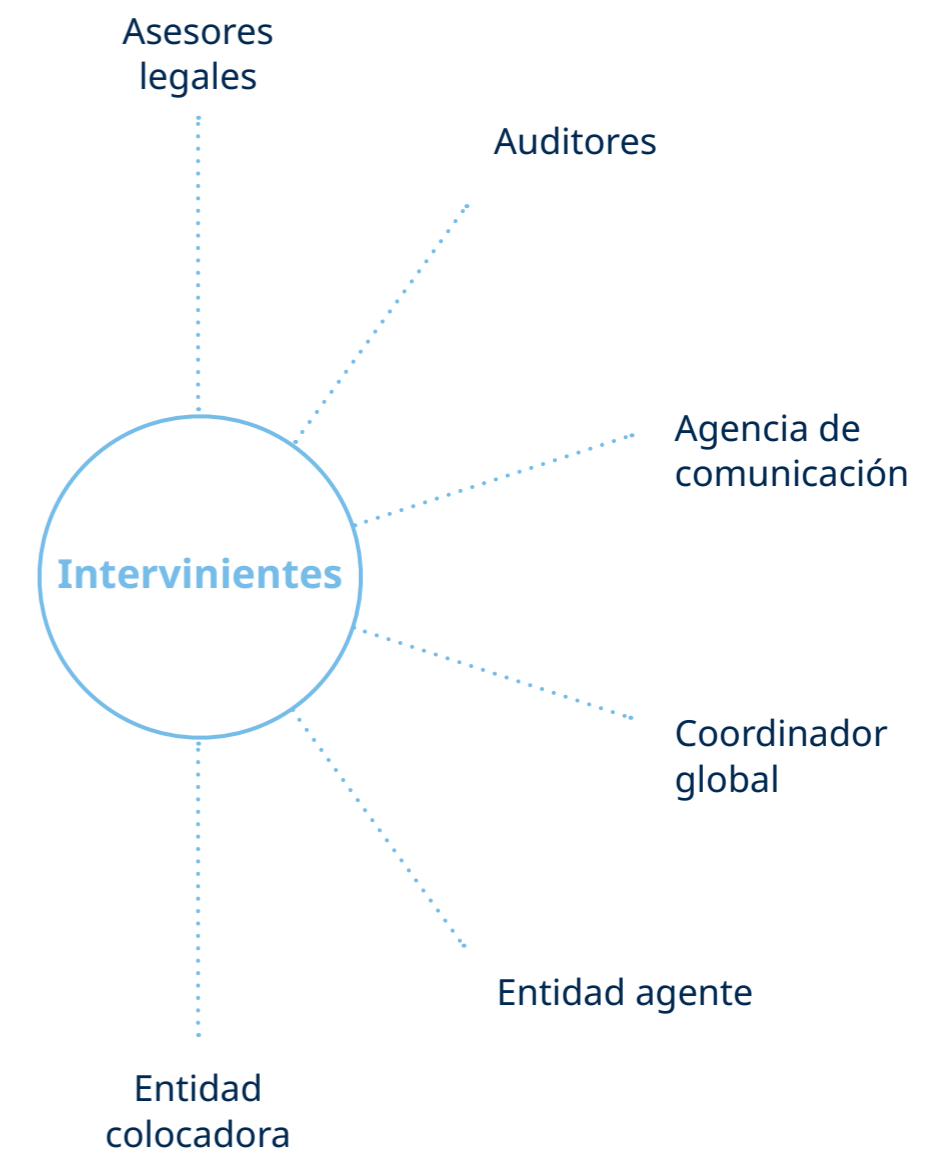 Asesores
legales
Auditores
Agencia de
comunicación
Intervinientes
Coordinador
global
Entidad agente
Entidad
colocadora